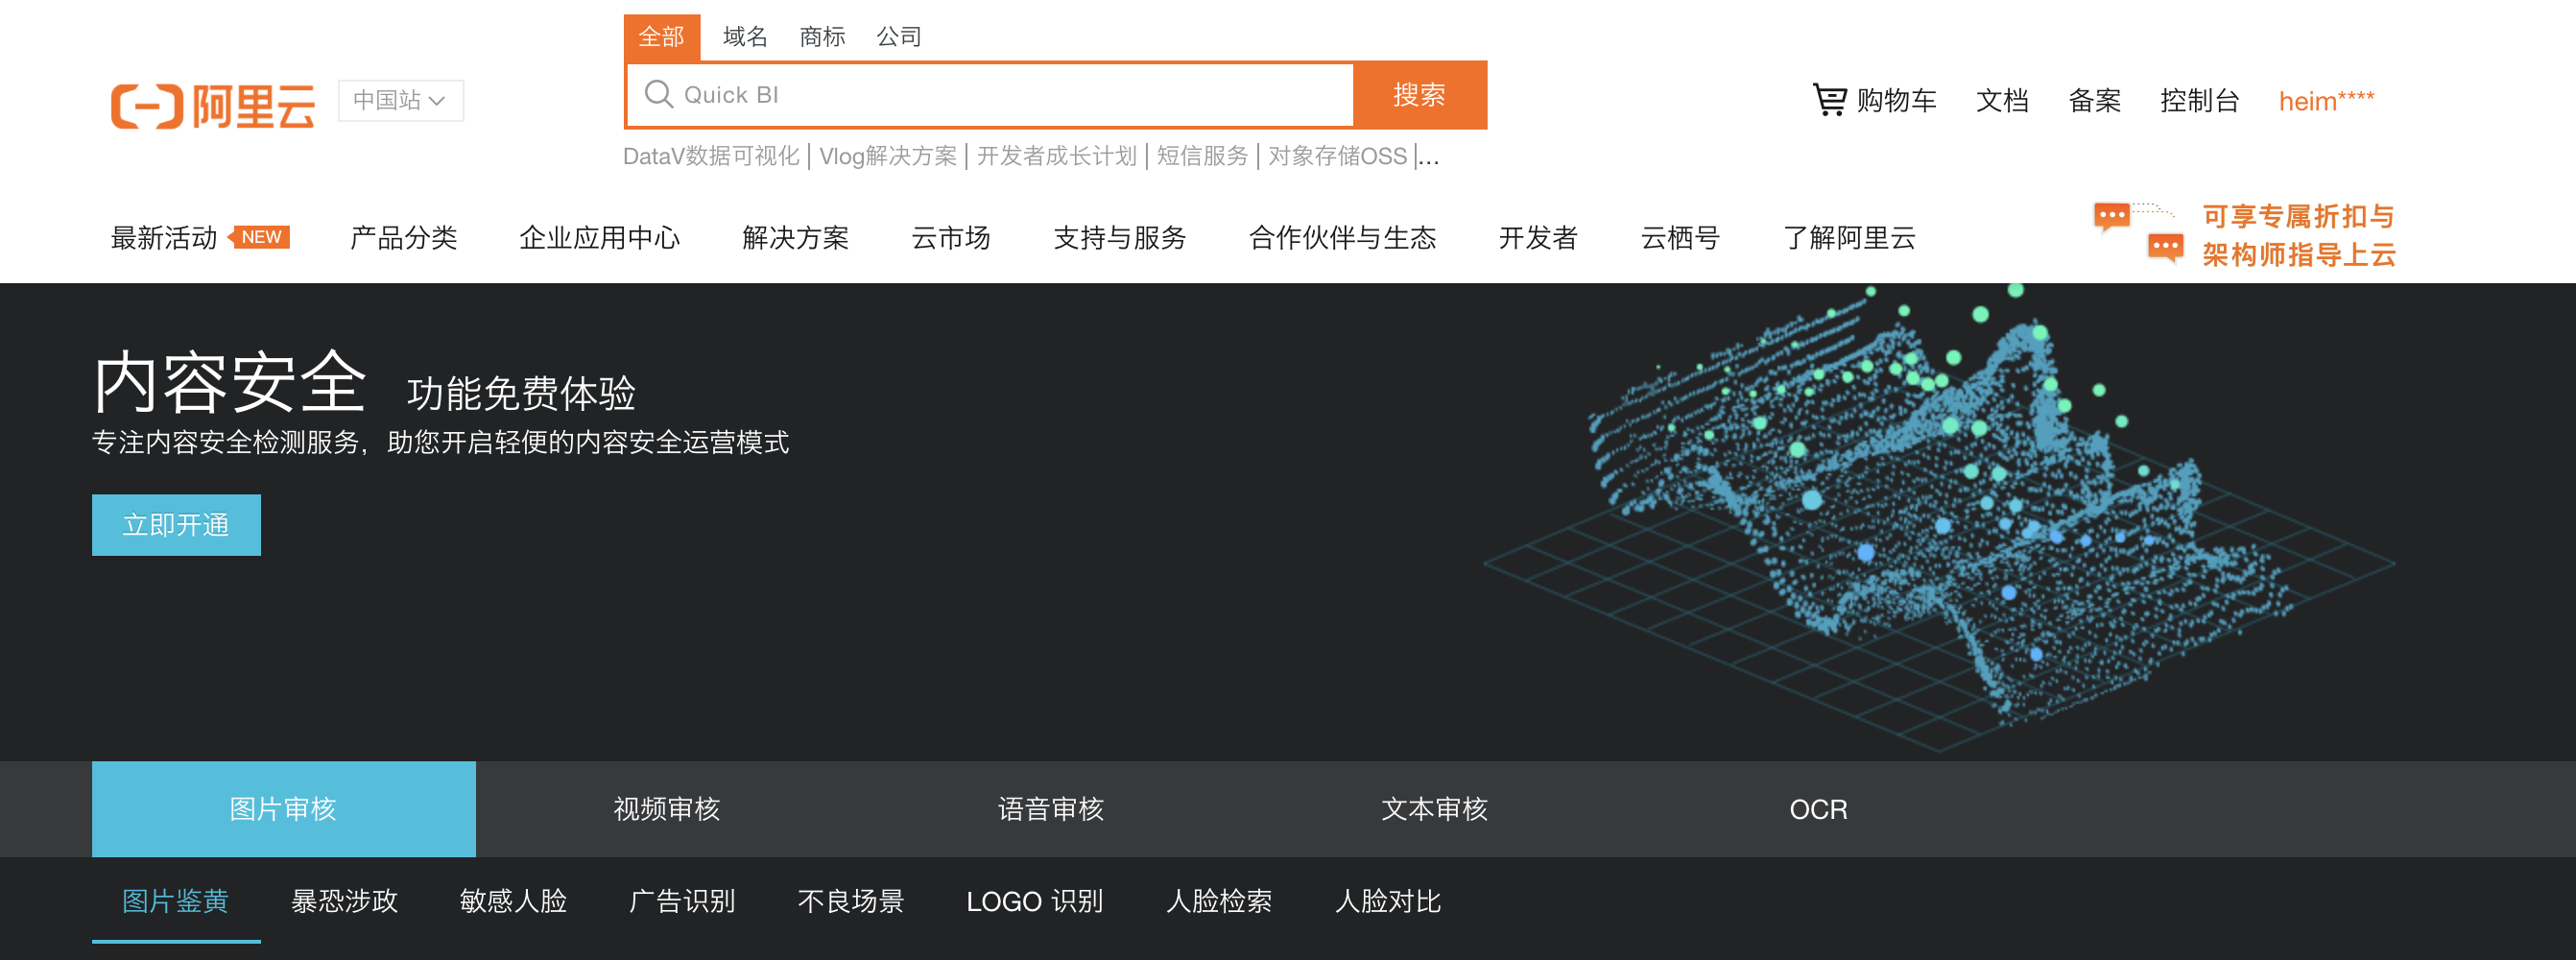 全部 域名 商标 公司
阿里云 中国站
Quick BI 搜索
购物车 文档 备案 控制台 heim****
DataV数据可视化 | Vlog解决方案 | 开发者成长计划 | 短信服务 | 对象存储OSS |...
最新活动 NEW 产品分类 企业应用中心 解决方案 云市场 支持与服务 合作伙伴与生态 开发者 云栖号 了解阿里云
可享专属折扣与
架构师指导上云
内容安全 功能免费体验
专注内容安全检测服务，助您开启轻便的内容安全运营模式
立即开通
图片审核 视频审核 语音审核 文本审核 OCR
图片鉴黄 暴恐涉政 敏感人脸 广告识别 不良场景 LOGO 识别 人脸检索 人脸对比